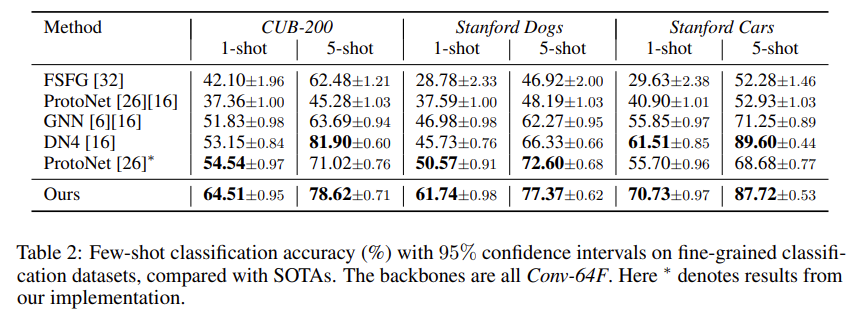 Method CUB-200 Stanford Dogs Stanford Cars
1-shot 5-shot 1-shot 5-shot 1-shot 5-shot
FSFG [32] 42.10±1.96 62.48±1.21 28.78±2.33 46.92±2.00 29.63±2.38 52.28±1.46
ProtoNet [26][16] 37.36±1.00 45.28±1.03 37.59±1.00 48.19±1.03 40.90±1.01 52.93±1.03
GNN [6][16] 51.83±0.98 63.69±0.94 46.98±0.98 62.27±0.95 55.85±0.97 71.25±0.89
DN4 [16] 53.15±0.84 81.90±0.60 45.73±0.76 66.33±0.66 61.51±0.85 89.60±0.44
ProtoNet [26]* 54.54±0.97 71.02±0.76 50.57±0.91 72.60±0.68 55.70±0.96 68.68±0.77
Ours 64.51±0.95 78.62±0.71 61.74±0.98 77.37±0.62 70.73±0.97 87.72±0.53
Table 2: Few-shot classification accuracy (%) with 95% confidence intervals on fine-grained classifi-
cation datasets, compared with SOTAs. The backbones are all Conv-64F. Here * denotes results from
our implementation.